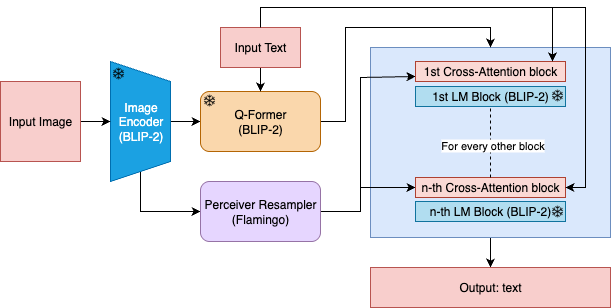 Input Text
1st Cross-Attention block
1st LM Block (BLIP-2)
Input Image
Image
Encoder
(BLIP-2)
Q-Former
(BLIP-2)
For every other block
Perceiver Resampler
(Flamingo)
n-th Cross-Attention block
n-th LM Block (BLIP-2)
Output: text